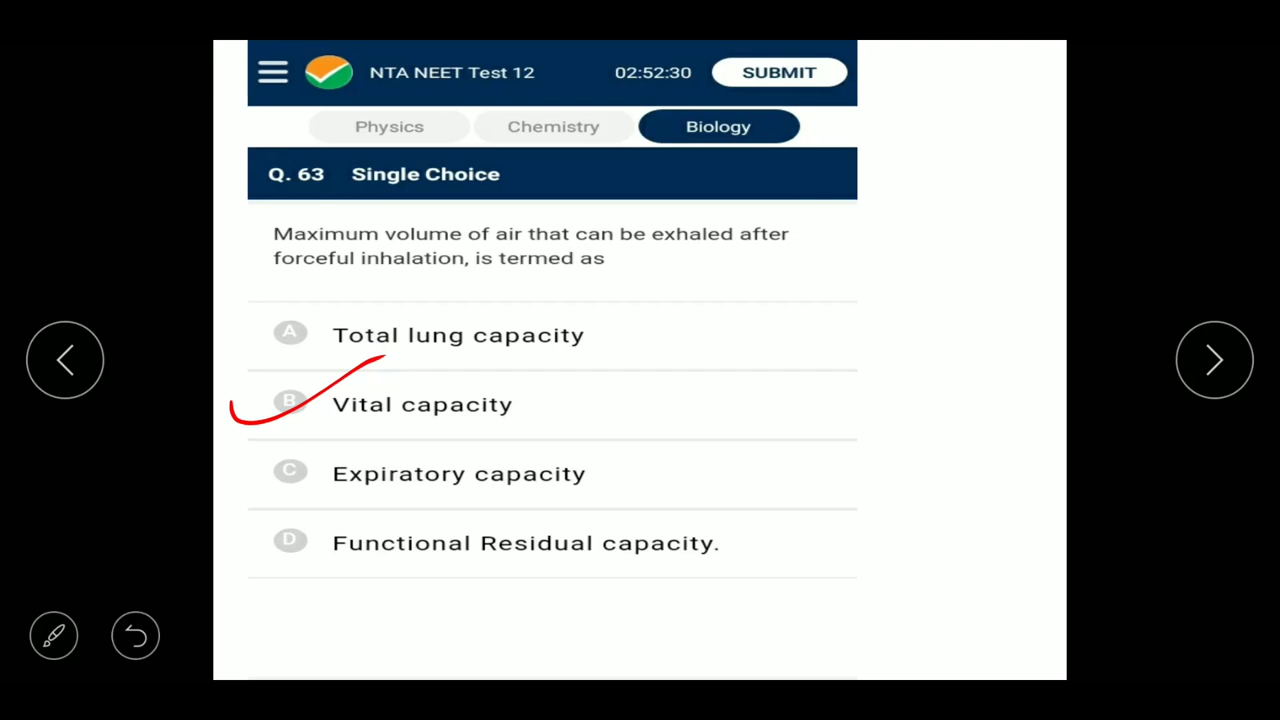 NTA NEET Test 12 02:52:30 SUBMIT
Physics Chemistry Biology
Q. 63 Single Choice
Maximum volume of air that can be exhaled after
forceful inhalation, is termed as
A Total lung capacity
B Vital capacity
C Expiratory capacity
D Functional Residual capacity.